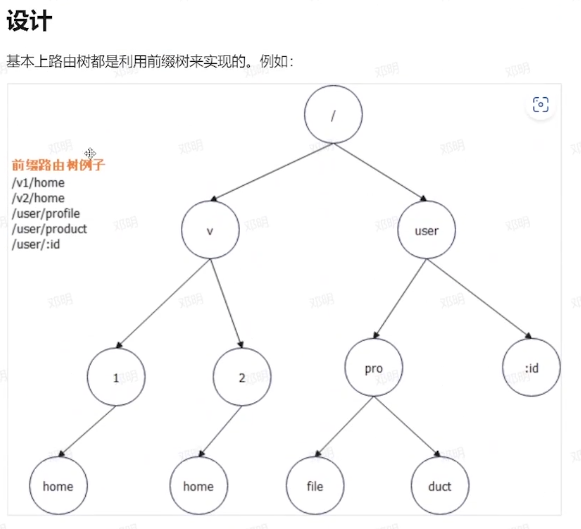 设计
基本上路由树都是利用前缀树来实现的。例如：
/
前缀路由树例子
/v1/home
/v2/home
/user/profile
/user/product
/user/:id
v
user
1
2
pro
:id
home
home
file
duct